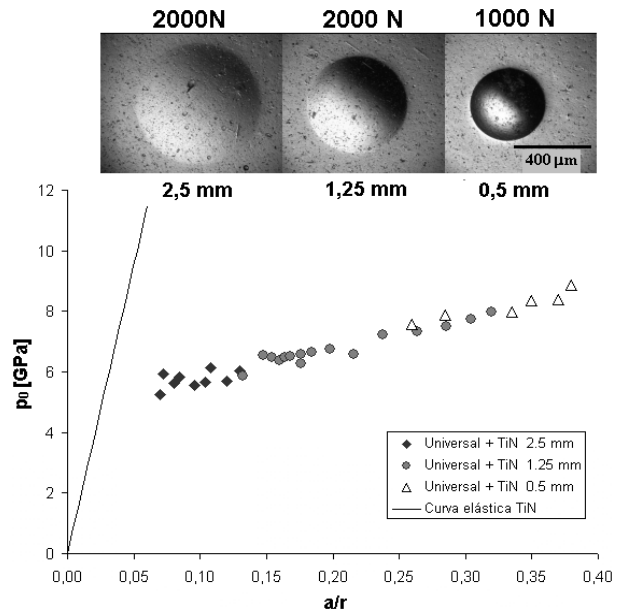 2000N 2000 N 1000 N
400 µm
2,5 mm 1,25 mm 0,5 mm
12
10
8
6
4
2
0
p0 [GPa]
Universal + TiN 2.5 mm
Universal + TiN 1.25 mm
Universal + TiN 0.5 mm
Curva elástica TiN
0,00 0,05 0,10 0,15 0,20 0,25 0,30 0,35 0,40
a/r